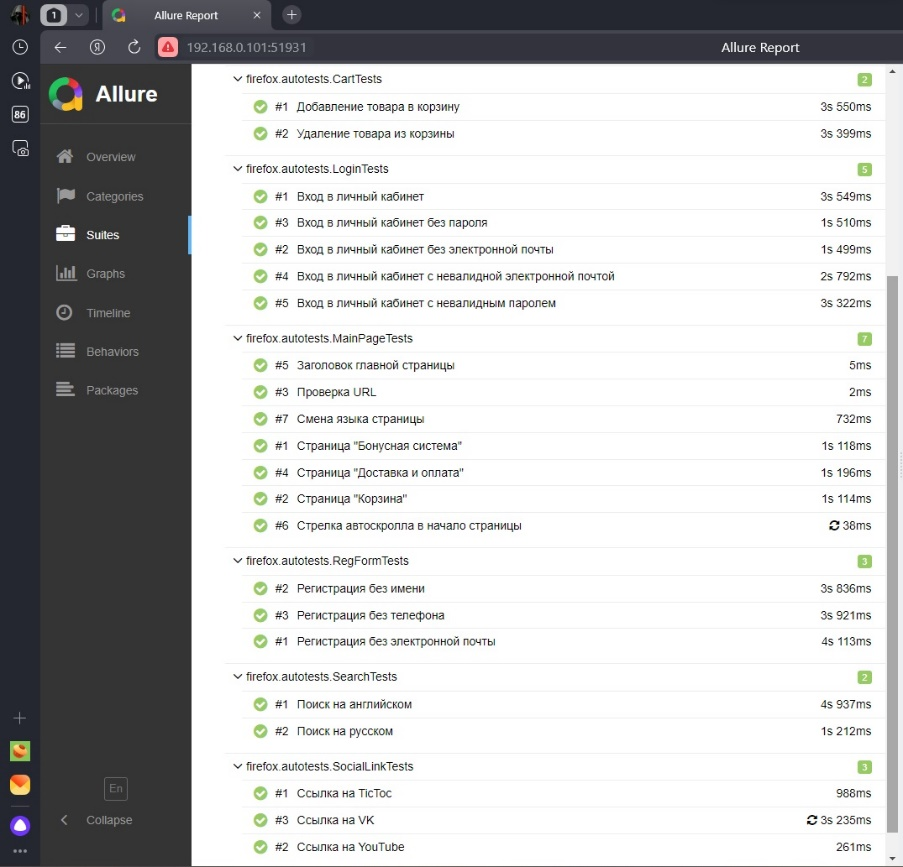 1
Allure Report
Я
192.168.0.101:51931
Allure Report
86
Allure
Overview
Categories
Suites
Graphs
Timeline
Behaviors
Packages
En
Collapse
firefox.autotests.CartTests 2
#1 Добавление товара в корзину 3s 550ms
#2 Удаление товара из корзины 3s 399ms
firefox.autotests.LoginTests 5
#1 Вход в личный кабинет 3s 549ms
#3 Вход в личный кабинет без пароля 1s 510ms
#2 Вход в личный кабинет без электронной почты 1s 499ms
#4 Вход в личный кабинет с невалидной электронной почтой 2s 792ms
#5 Вход в личный кабинет с невалидным паролем 3s 322ms
firefox.autotests.MainPageTests 7
#5 Заголовок главной страницы 5ms
#3 Проверка URL 2ms
#7 Смена языка страницы 732ms
#1 Страница "Бонусная система" 1s 118ms
#4 Страница "Доставка и оплата" 1s 196ms
#2 Страница "Корзина" 1s 114ms
#6 Стрелка автоскролла в начало страницы 38ms
firefox.autotests.RegFormTests 3
#2 Регистрация без имени 3s 836ms
#3 Регистрация без телефона 3s 921ms
#1 Регистрация без электронной почты 4s 113ms
firefox.autotests.SearchTests 2
#1 Поиск на английском 4s 937ms
#2 Поиск на русском 1s 212ms
firefox.autotests.SocialLinkTests 3
#1 Ссылка на TicToc 988ms
#3 Ссылка на VK 3s 235ms
#2 Ссылка на YouTube 261ms